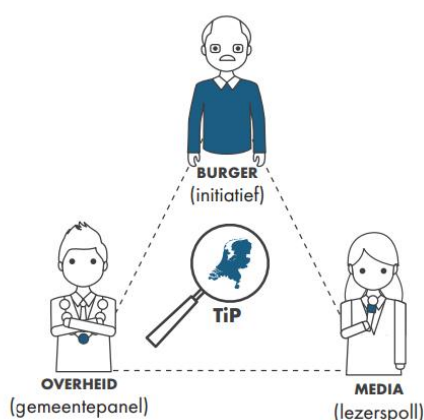 BURGER
(initiatief)
TiP
OVERHEID
(gemeentepanel)
MEDIA
(lezerspoll)